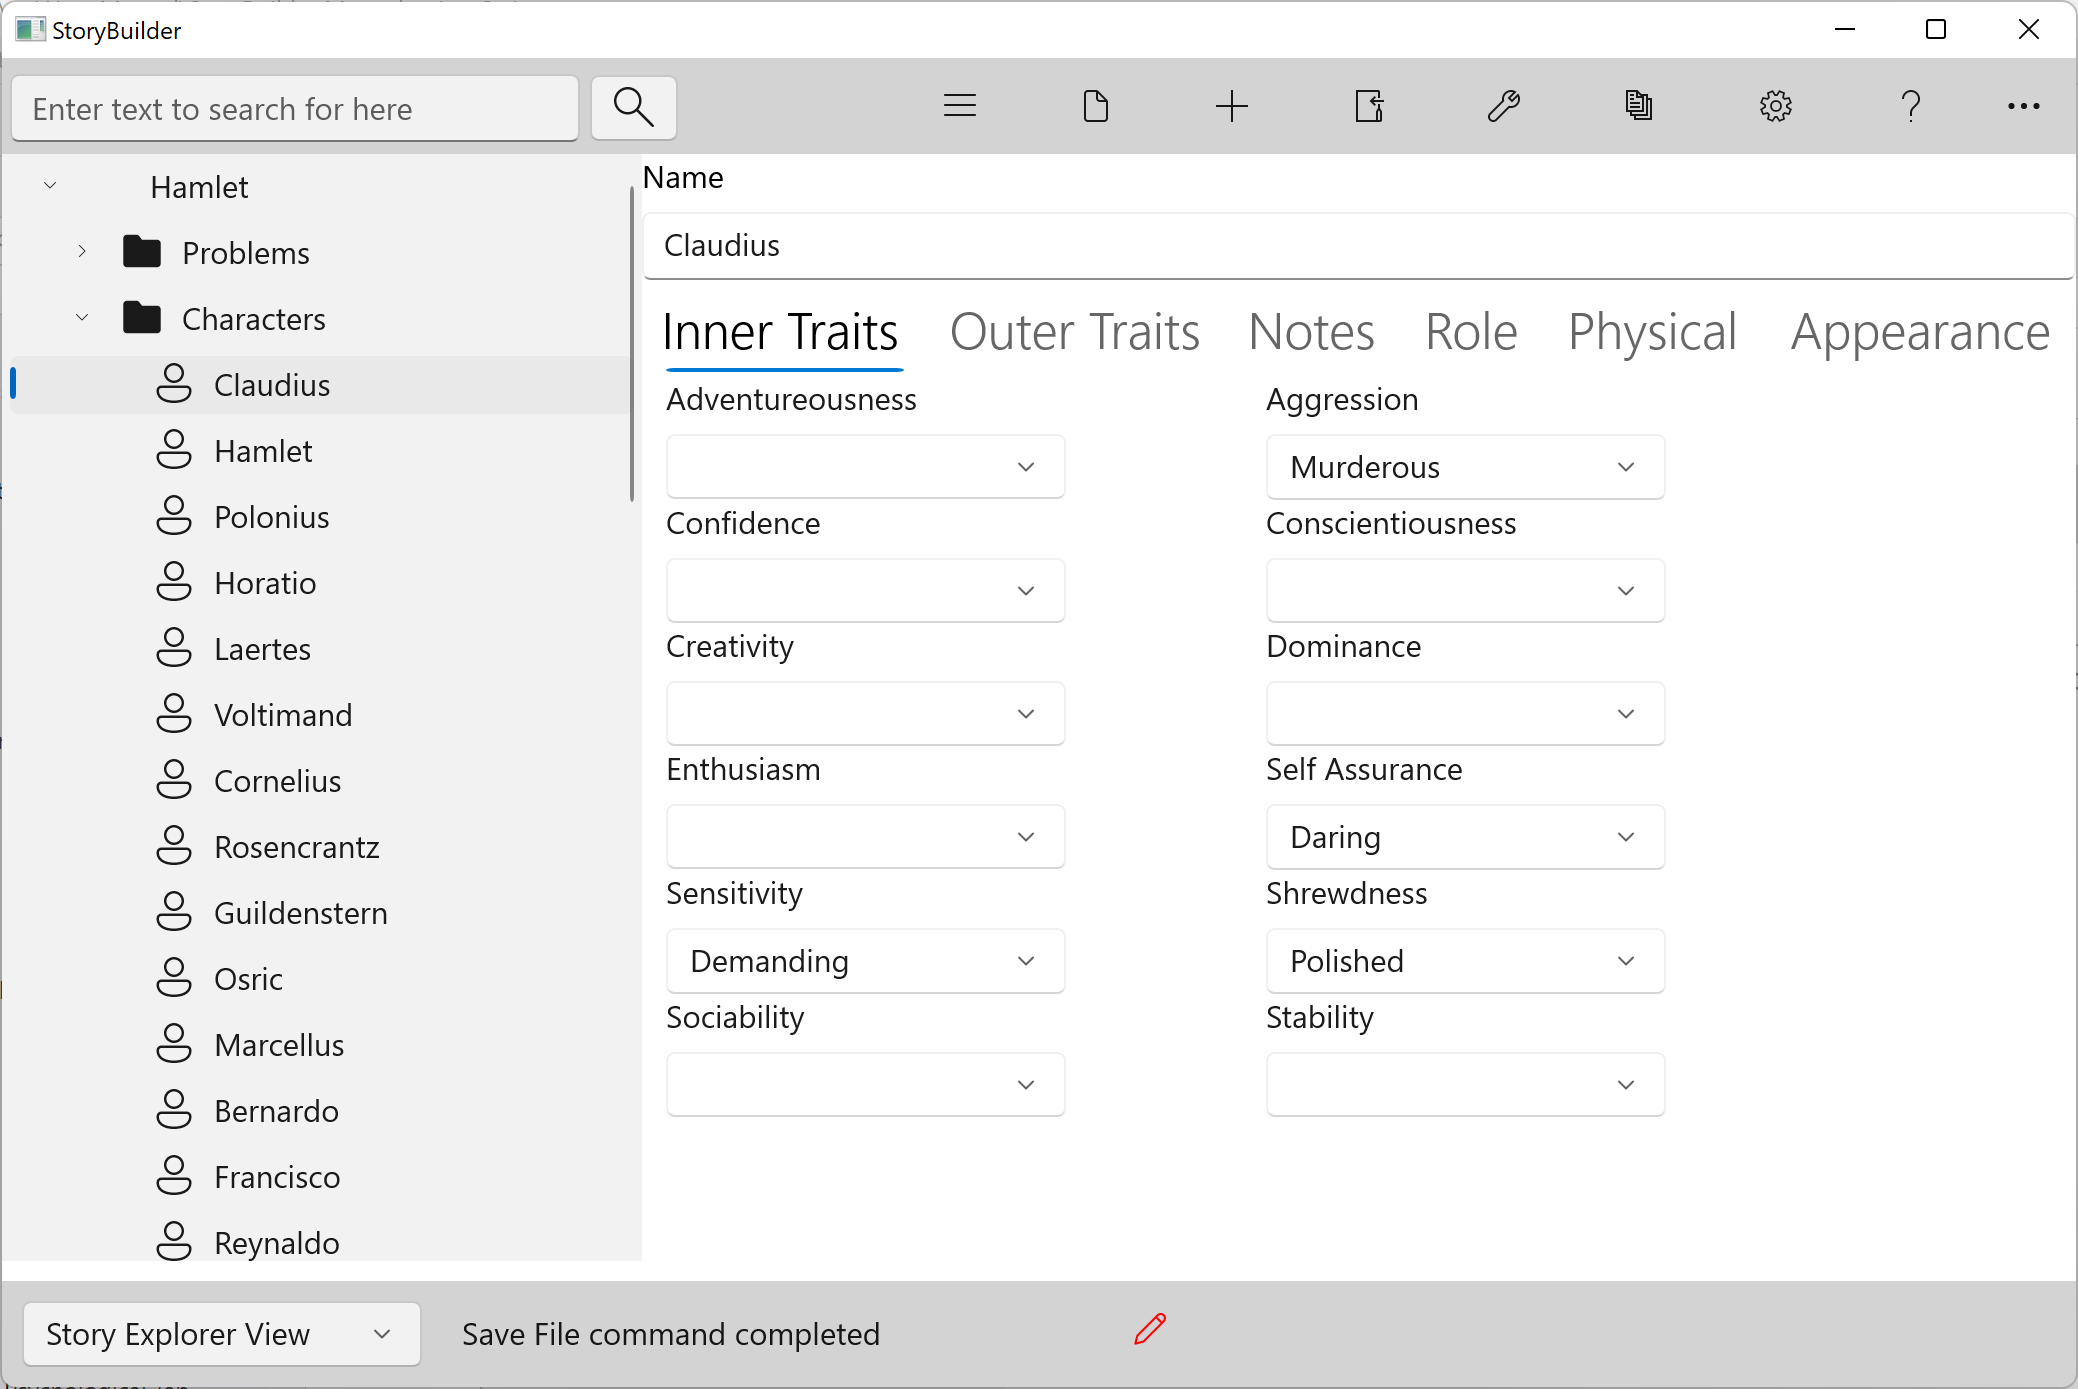 StoryBuilder
Enter text to search for here
Hamlet
Problems
Characters
Claudius
Hamlet
Polonius
Horatio
Laertes
Voltimand
Cornelius
Rosencrantz
Guildenstern
Osric
Marcellus
Bernardo
Francisco
Reynaldo
Name
Claudius
Inner Traits Outer Traits Notes Role Physical Appearance
Adventureousness Aggression
Murderous
Confidence Conscientiousness
Creativity Dominance
Enthusiasm Self Assurance
Daring
Sensitivity Shrewdness
Demanding Polished
Sociability Stability
Story Explorer View Save File command completed